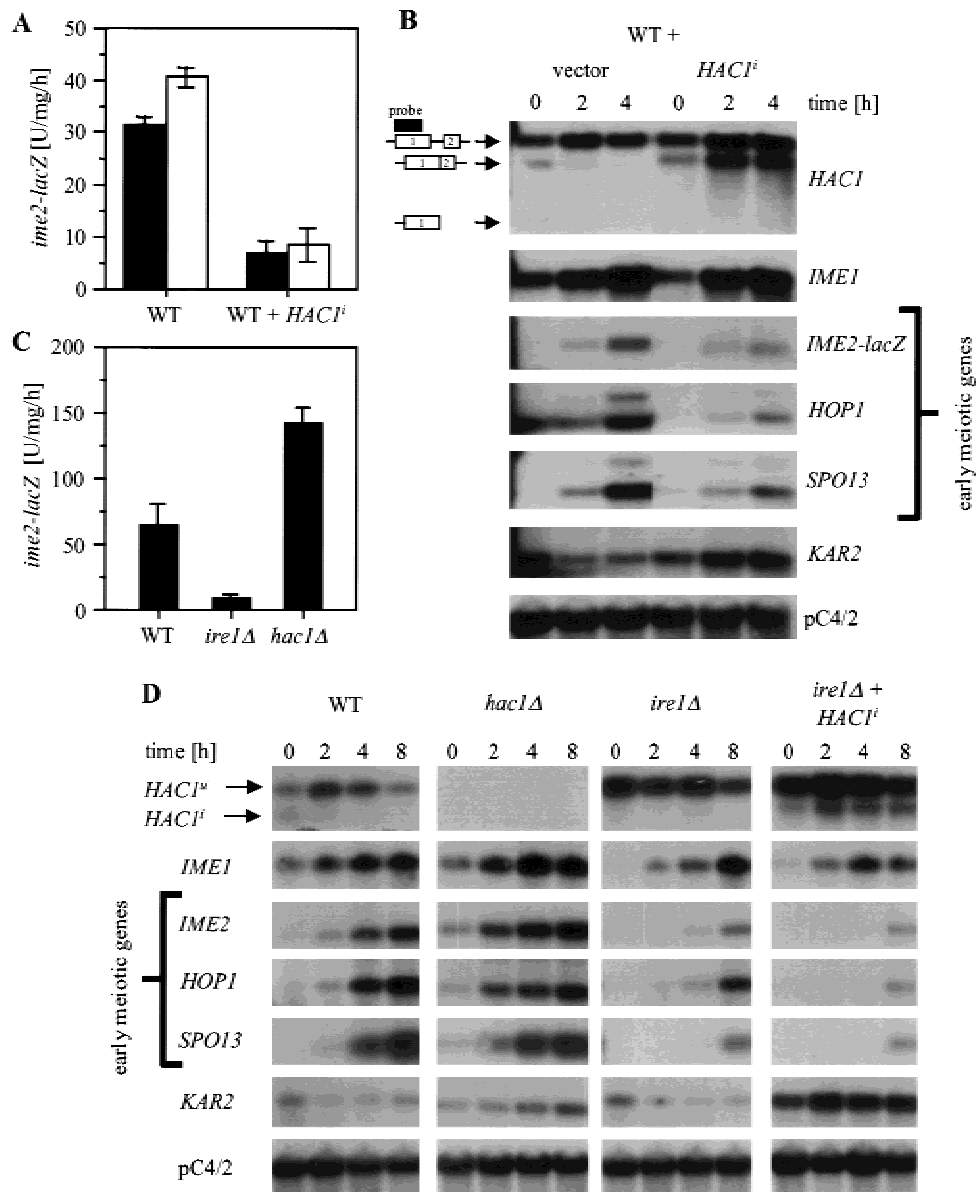 A
ime2-lacZ [U/mg/h]
50
40
30
20
10
0
WT
WT + HAC1ⁱ
B
WT +
vector
HAC1ⁱ
0 2 4 0 2 4 time [h]
probe
1 2
1 2
1
HAC1
IME1
IME2-lacZ
HOP1
SPO13
early meiotic genes
KAR2
pC4/2
C
ime2-lacZ [U/mg/h]
200
150
100
50
0
WT
ire1Δ
hac1Δ
D
WT
hac1Δ
ire1Δ
ire1Δ +
HAC1ⁱ
time [h] 0 2 4 8 0 2 4 8 0 2 4 8 0 2 4 8
HAC1ᵘ
HAC1ⁱ
IME1
early meiotic genes
IME2
HOP1
SPO13
KAR2
pC4/2